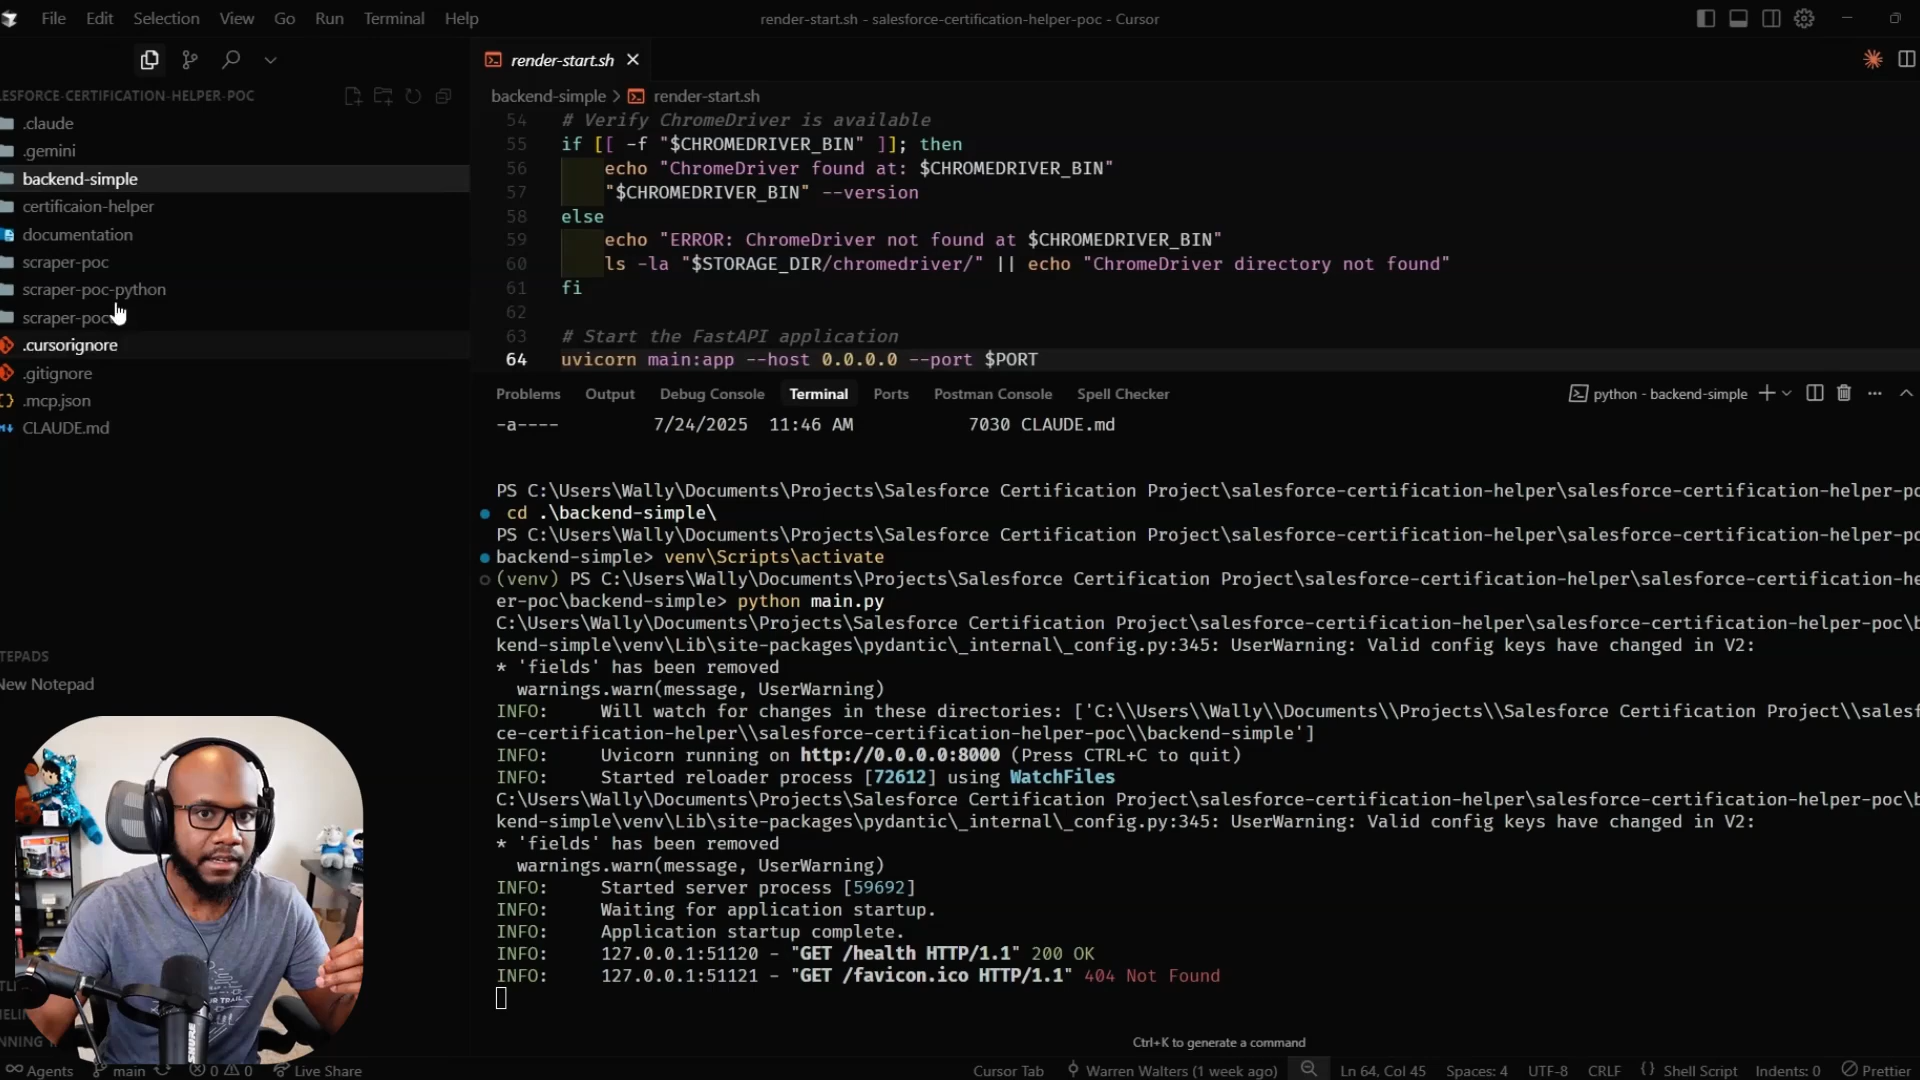 File Edit Selection View Go Run Terminal Help
render-start.sh - salesforce-certification-helper-poc - Cursor
render-start.sh
ESFORCE-CERTIFICATION-HELPER-POC
.claude
.gemini
backend-simple
certificaion-helper
documentation
scraper-poc
scraper-poc-python
scraper-poc
.cursorignore
.gitignore
.mcp.json
CLAUDE.md
TEPADS
New Notepad
backend-simple > render-start.sh
54 # Verify ChromeDriver is available
55 if [[ -f "$CHROMEDRIVER_BIN" ]]; then
56 echo "ChromeDriver found at: $CHROMEDRIVER_BIN"
57 "$CHROMEDRIVER_BIN" --version
58 else
59 echo "ERROR: ChromeDriver not found at $CHROMEDRIVER_BIN"
60 ls -la "$STORAGE_DIR/chromedriver/" || echo "ChromeDriver directory not found"
61 fi
62
63 # Start the FastAPI application
64 uvicorn main:app --host 0.0.0.0 --port $PORT
Problems Output Debug Console Terminal Ports Postman Console Spell Checker
python - backend-simple
-a---- 7/24/2025 11:46 AM 7030 CLAUDE.md
PS C:\Users\Wally\Documents\Projects\Salesforce Certification Project\salesforce-certification-helper\salesforce-certification-helper-po
cd .\backend-simple\
PS C:\Users\Wally\Documents\Projects\Salesforce Certification Project\salesforce-certification-helper\salesforce-certification-helper-po
backend-simple> venv\Scripts\activate
(venv) PS C:\Users\Wally\Documents\Projects\Salesforce Certification Project\salesforce-certification-helper\salesforce-certification-he
er-poc\backend-simple> python main.py
C:\Users\Wally\Documents\Projects\Salesforce Certification Project\salesforce-certification-helper\salesforce-certification-helper-poc\b
kend-simple\venv\Lib\site-packages\pydantic\_internal\_config.py:345: UserWarning: Valid config keys have changed in V2:
* 'fields' has been removed
warnings.warn(message, UserWarning)
INFO: Will watch for changes in these directories: ['C:\\Users\\Wally\\Documents\\Projects\\Salesforce Certification Project\\salesf
ce-certification-helper\\salesforce-certification-helper-poc\\backend-simple']
INFO: Uvicorn running on http://0.0.0.0:8000 (Press CTRL+C to quit)
INFO: Started reloader process [72612] using WatchFiles
C:\Users\Wally\Documents\Projects\Salesforce Certification Project\salesforce-certification-helper\salesforce-certification-helper-poc\b
kend-simple\venv\Lib\site-packages\pydantic\_internal\_config.py:345: UserWarning: Valid config keys have changed in V2:
* 'fields' has been removed
warnings.warn(message, UserWarning)
INFO: Started server process [59692]
INFO: Waiting for application startup.
INFO: Application startup complete.
INFO: 127.0.0.1:51120 - "GET /health HTTP/1.1" 200 OK
INFO: 127.0.0.1:51121 - "GET /favicon.ico HTTP/1.1" 404 Not Found
Ctrl+K to generate a command
SHURE
Agents main 0 0 Live Share
Cursor Tab Warren Walters (1 week ago) Ln 64, Col 45 Spaces: 4 UTF-8 CRLF Shell Script Indents: 0 Prettier